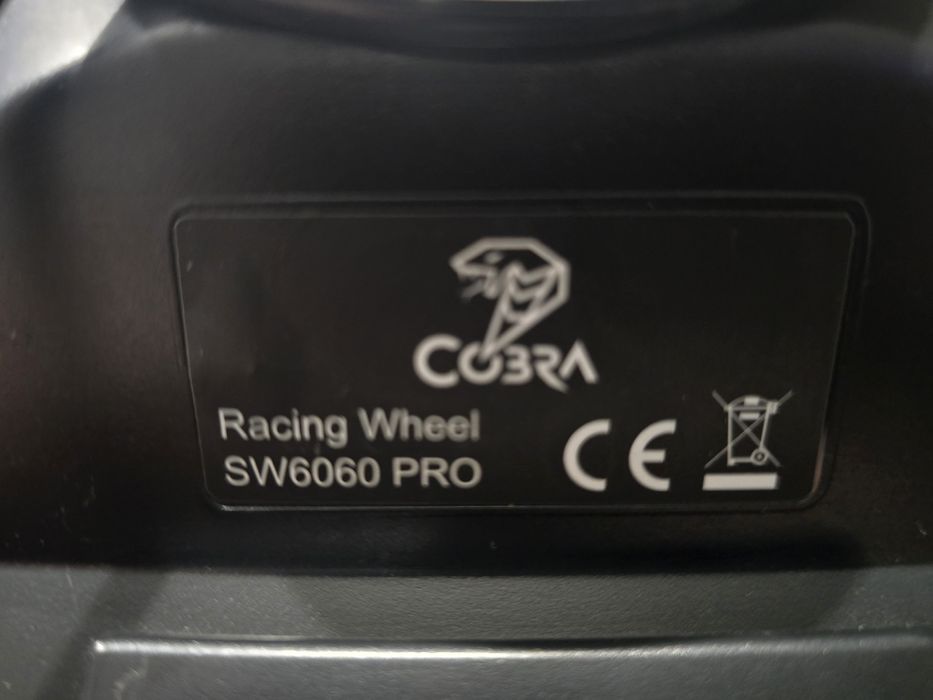 COBRA
Racing Wheel
SW6060 PRO
CE